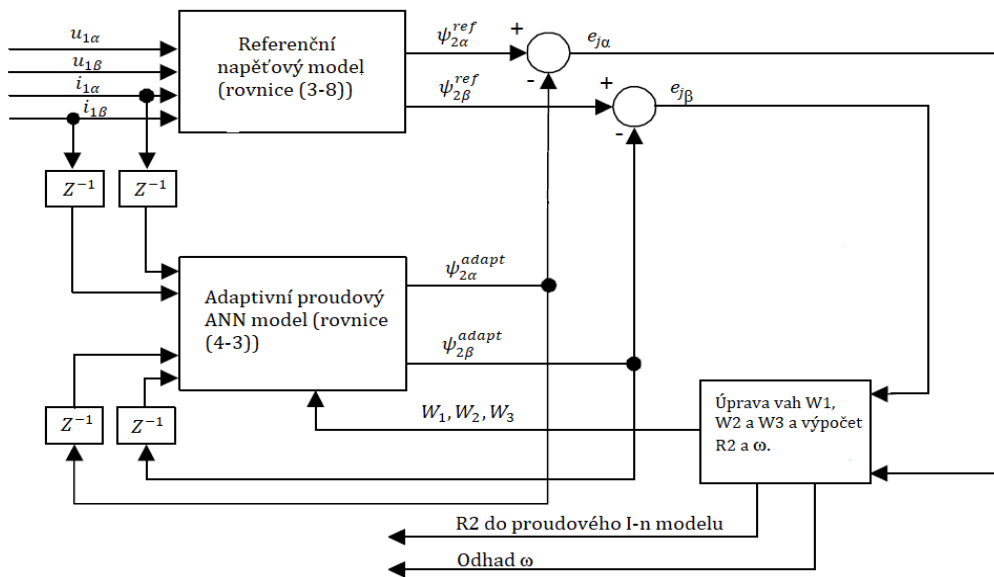 u₁α
u₁β
i₁α
i₁β
Referenční
napěťový model
(rovnice (3-8))
ψ₂α^ref
ψ₂β^ref
+
-
e_jα
+
-
e_jβ
Z⁻¹
Z⁻¹
Adaptivní proudový
ANN model (rovnice
(4-3))
ψ₂α^adapt
ψ₂β^adapt
Z⁻¹
Z⁻¹
W₁, W₂, W₃
Úprava vah W1,
W2 a W3 a výpočet
R2 a ω.
R2 do proudového I-n modelu
Odhad ω